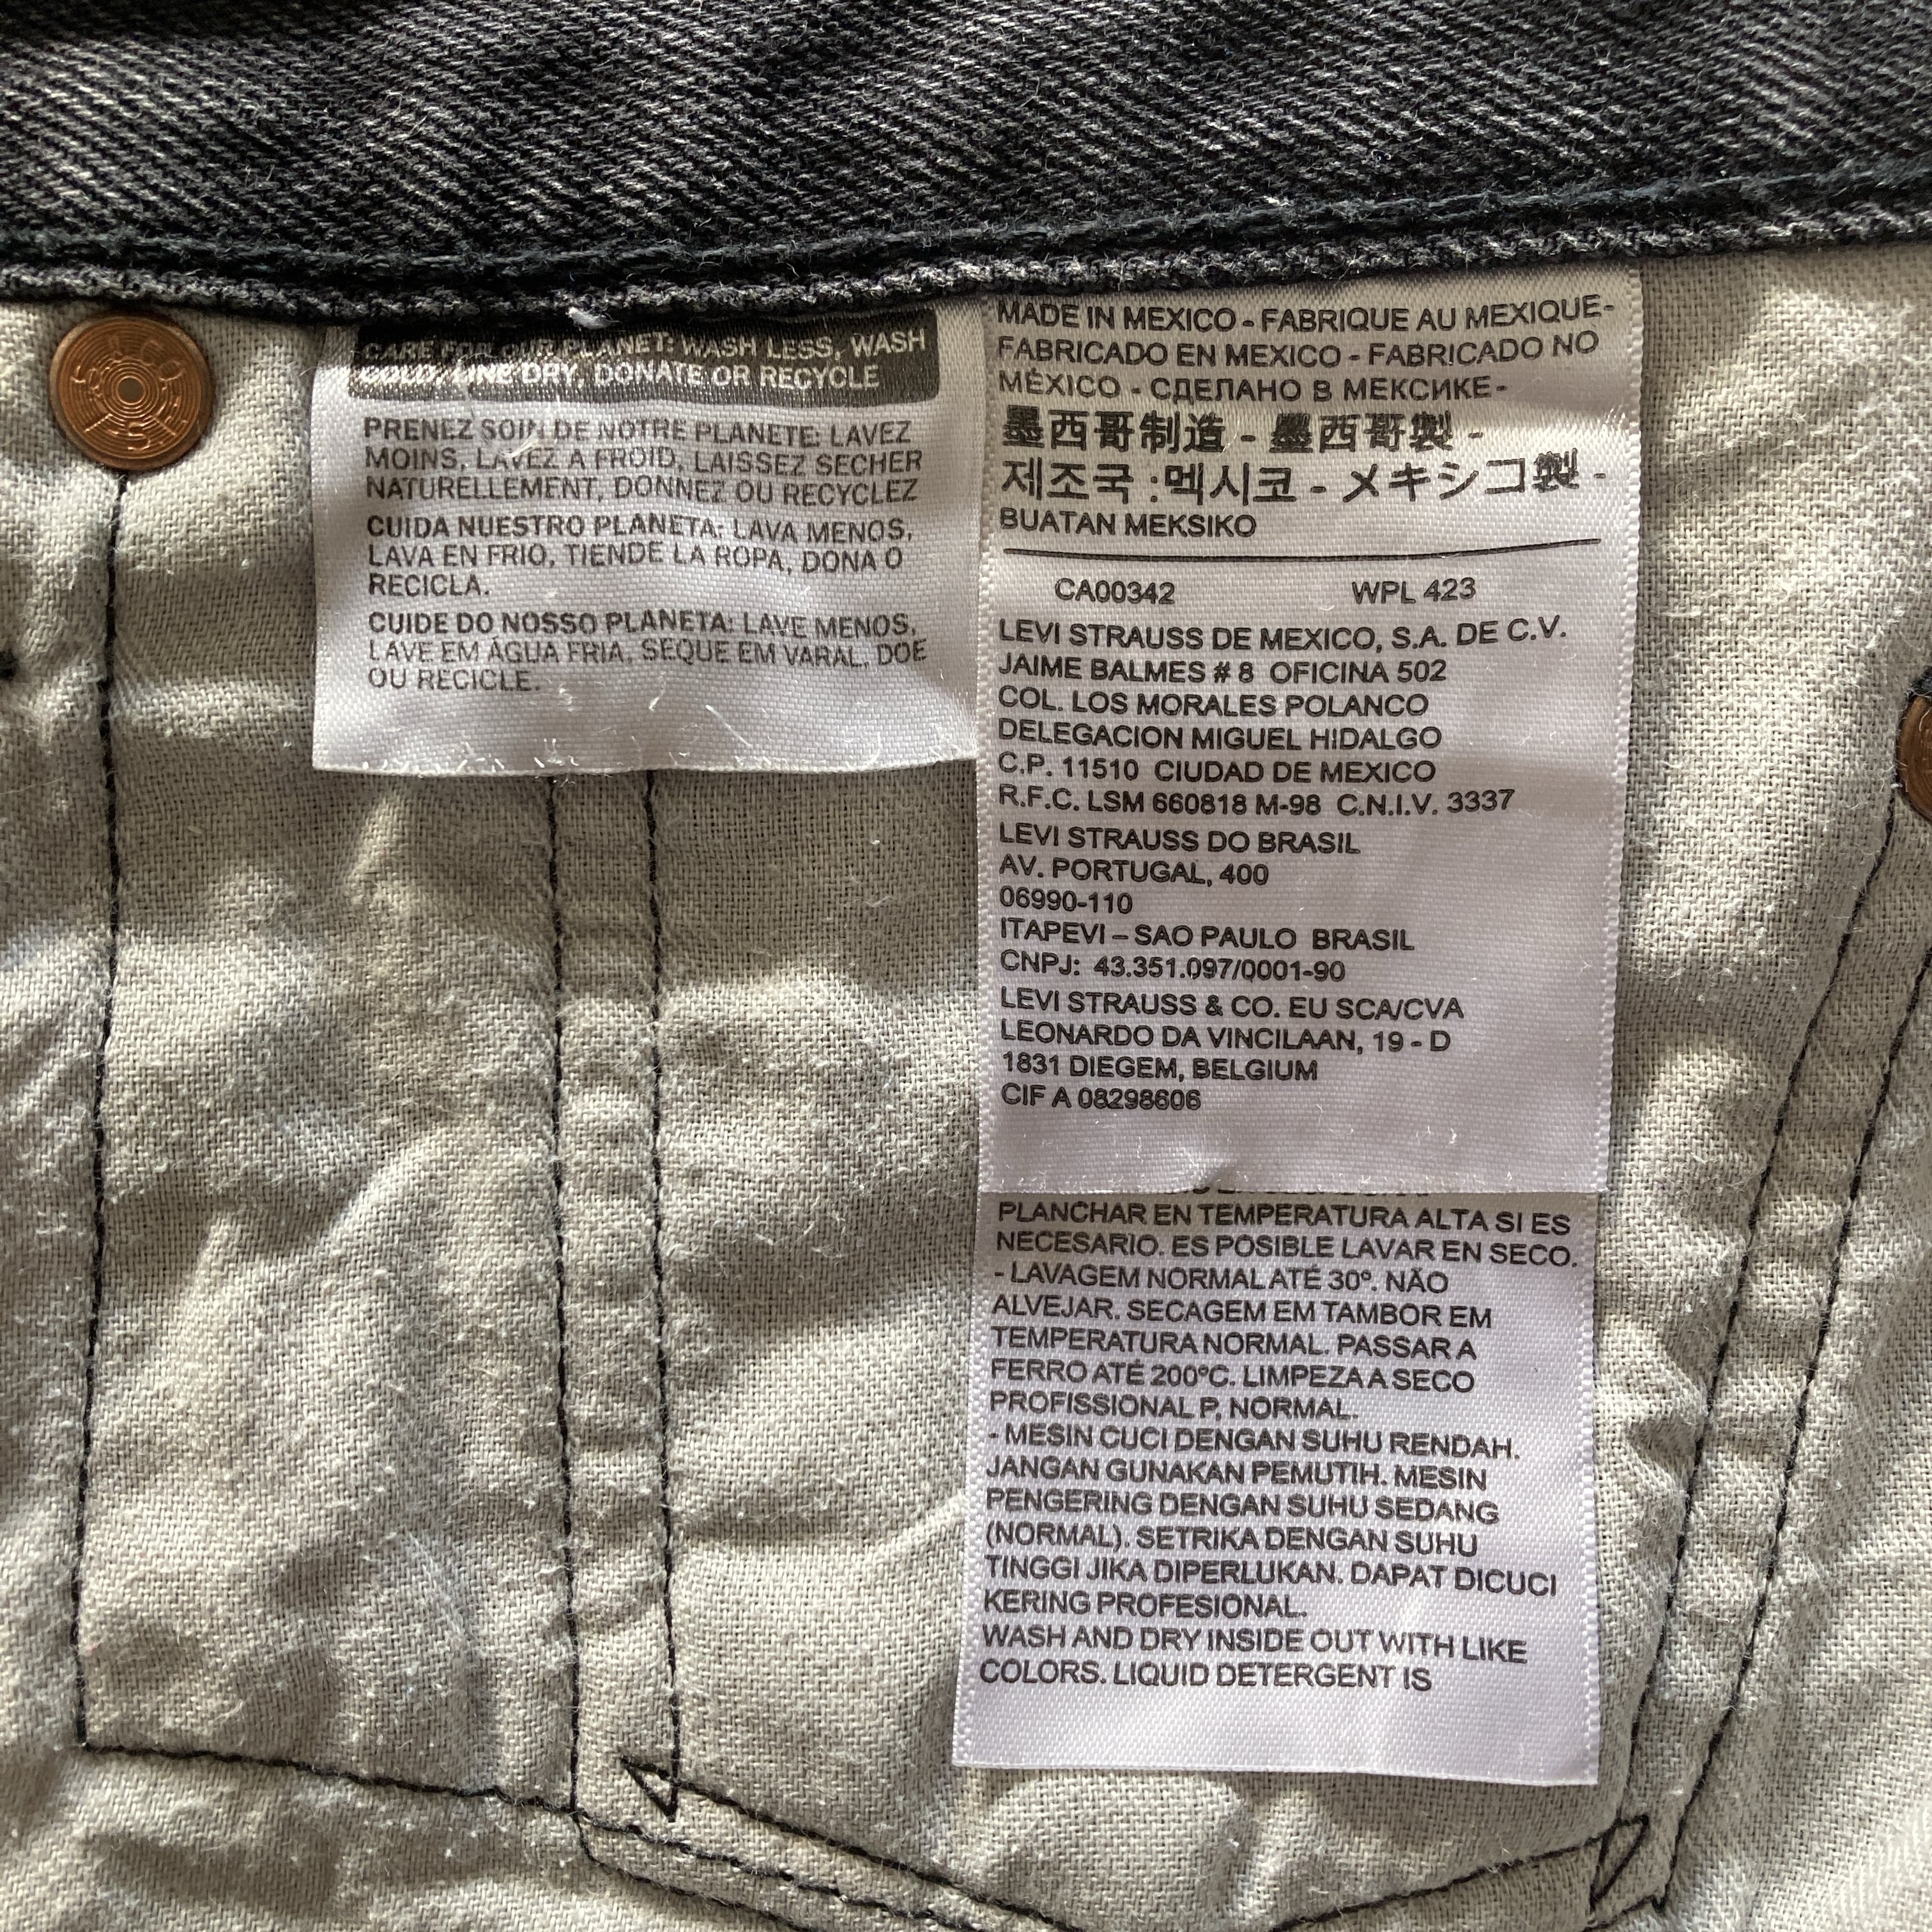 CARE FOR OUR PLANET: WASH LESS, WASH
COLD, LINE DRY, DONATE OR RECYCLE
PRENEZ SOIN DE NOTRE PLANETE: LAVEZ
MOINS, LAVEZ A FROID, LAISSEZ SECHER
NATURELLEMENT, DONNEZ OU RECYCLEZ
CUIDA NUESTRO PLANETA: LAVA MENOS,
LAVA EN FRIO, TIENDE LA ROPA, DONA O
RECICLA.
CUIDE DO NOSSO PLANETA: LAVE MENOS,
LAVE EM ÁGUA FRIA, SEQUE EM VARAL, DOE
OU RECICLE.
MADE IN MEXICO - FABRIQUE AU MEXIQUE-
FABRICADO EN MEXICO - FABRICADO NO
MÉXICO - СДЕЛАНО В МЕКСИКЕ-
墨西哥制造 - 墨西哥製 -
제조국 :멕시코 - メキシコ製 -
BUATAN MEKSIKO
CA00342 WPL 423
LEVI STRAUSS DE MEXICO, S.A. DE C.V.
JAIME BALMES # 8 OFICINA 502
COL. LOS MORALES POLANCO
DELEGACION MIGUEL HIDALGO
C.P. 11510 CIUDAD DE MEXICO
R.F.C. LSM 660818 M-98 C.N.I.V. 3337
LEVI STRAUSS DO BRASIL
AV. PORTUGAL, 400
06990-110
ITAPEVI – SAO PAULO BRASIL
CNPJ: 43.351.097/0001-90
LEVI STRAUSS & CO. EU SCA/CVA
LEONARDO DA VINCILAAN, 19 - D
1831 DIEGEM, BELGIUM
CIF A 08298606
PLANCHAR EN TEMPERATURA ALTA SI ES
NECESARIO. ES POSIBLE LAVAR EN SECO.
- LAVAGEM NORMAL ATÉ 30º. NÃO
ALVEJAR. SECAGEM EM TAMBOR EM
TEMPERATURA NORMAL. PASSAR A
FERRO ATÉ 200ºC. LIMPEZA A SECO
PROFISSIONAL P, NORMAL.
- MESIN CUCI DENGAN SUHU RENDAH.
JANGAN GUNAKAN PEMUTIH. MESIN
PENGERING DENGAN SUHU SEDANG
(NORMAL). SETRIKA DENGAN SUHU
TINGGI JIKA DIPERLUKAN. DAPAT DICUCI
KERING PROFESIONAL.
WASH AND DRY INSIDE OUT WITH LIKE
COLORS. LIQUID DETERGENT IS